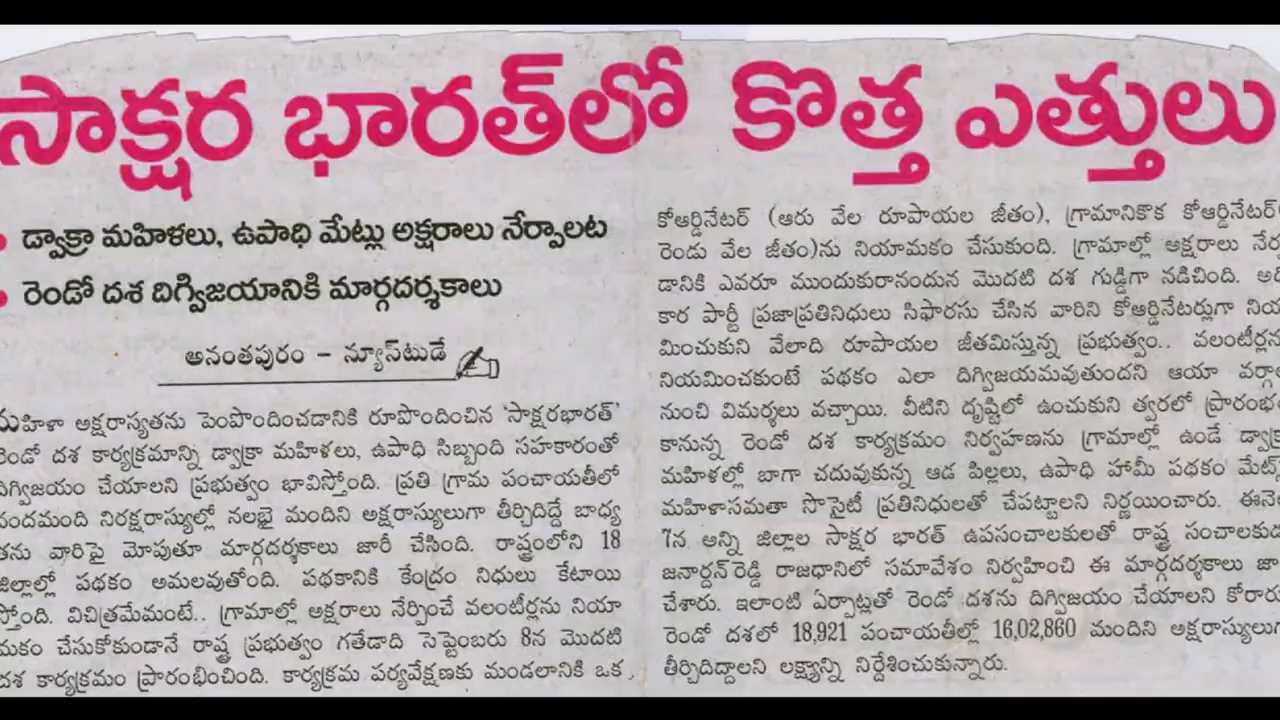 సాక్షర భారత్‌లో కొత్త ఎత్తులు
డ్వాక్రా మహిళలు, ఉపాధి మేట్లు అక్షరాలు నేర్పాలట
రెండో దశ దిగ్విజయానికి మార్గదర్శకాలు
అనంతపురం - న్యూస్‌టుడే
మహిళా అక్షరాస్యతను పెంపొందించడానికి రూపొందించిన 'సాక్షరభారత్'
రెండో దశ కార్యక్రమాన్ని డ్వాక్రా మహిళలు, ఉపాధి సిబ్బంది సహకారంతో
దిగ్విజయం చేయాలని ప్రభుత్వం భావిస్తోంది. ప్రతి గ్రామ పంచాయతీలో
వందమంది నిరక్షరాస్యుల్లో నలభై మందిని అక్షరాస్యులుగా తీర్చిదిద్దే బాధ్య
తను వారిపై మోపుతూ మార్గదర్శకాలు జారీ చేసింది. రాష్ట్రంలోని 18
జిల్లాల్లో పథకం అమలవుతోంది. పథకానికి కేంద్రం నిధులు కేటాయి
స్తోంది. విచిత్రమేమంటే.. గ్రామాల్లో అక్షరాలు నేర్పించే వలంటీర్లను నియా
మకం చేసుకోకుండానే రాష్ట్ర ప్రభుత్వం గతేడాది సెప్టెంబరు 8న మొదటి
దశ కార్యక్రమం ప్రారంభించింది. కార్యక్రమ పర్యవేక్షణకు మండలానికి ఒక
కోఆర్డినేటర్ (ఆరు వేల రూపాయల జీతం), గ్రామానికొక కోఆర్డినేటర్
రెండు వేల జీతం)ను నియామకం చేసుకుంది. గ్రామాల్లో అక్షరాలు నేర్ప
డానికి ఎవరూ ముందుకురానందున మొదటి దశ గుడ్డిగా నడిచింది. అధి
కార పార్టీ ప్రజాప్రతినిధులు సిఫారసు చేసిన వారిని కోఆర్డినేటర్లుగా నియ
మించుకుని వేలాది రూపాయల జీతమిస్తున్న ప్రభుత్వం.. వలంటీర్లను
నియమించకుంటే పథకం ఎలా దిగ్విజయమవుతుందని ఆయా వర్గాల
నుంచి విమర్శలు వచ్చాయి. వీటిని దృష్టిలో ఉంచుకుని త్వరలో ప్రారంభం
కానున్న రెండో దశ కార్యక్రమం నిర్వహణను గ్రామాల్లో ఉండే డ్వాక్రా
మహిళల్లో బాగా చదువుకున్న ఆడ పిల్లలు, ఉపాధి హామీ పథకం మేట్
మహిళాసమతా సొసైటీ ప్రతినిధులతో చేపట్టాలని నిర్ణయించారు. ఈనెల
7న అన్ని జిల్లాల సాక్షర భారత్ ఉపసంచాలకులతో రాష్ట్ర సంచాలకుడు
జనార్దన్‌రెడ్డి రాజధానిలో సమావేశం నిర్వహించి ఈ మార్గదర్శకాలు జా
చేశారు. ఇలాంటి ఏర్పాట్లతో రెండో దశను దిగ్విజయం చేయాలని కోరారు
రెండో దశలో 18,921 పంచాయతీల్లో 16,02,860 మందిని అక్షరాస్యులుగా
తీర్చిదిద్దాలని లక్ష్యాన్ని నిర్దేశించుకున్నారు.